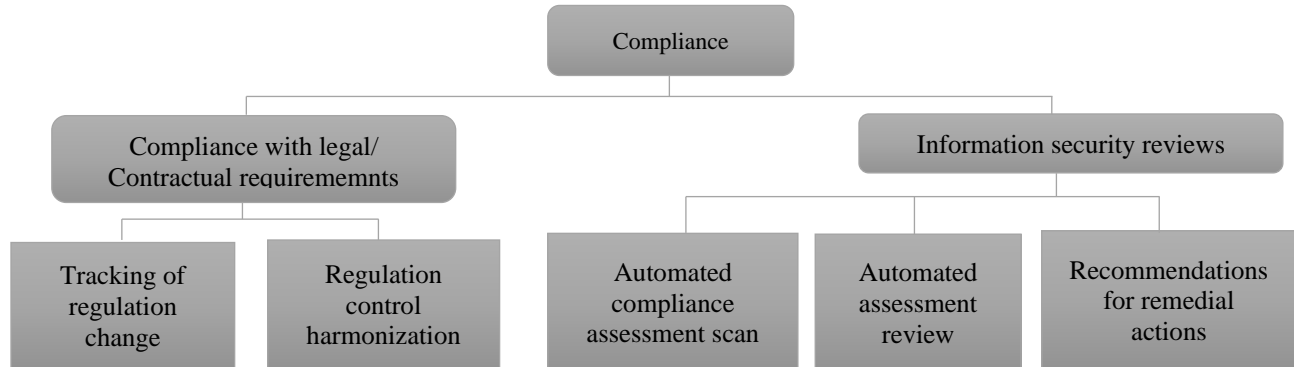 Compliance
Compliance with legal/
Contractual requirememnts
Information security reviews
Tracking of
regulation
change
Regulation
control
harmonization
Automated
compliance
assessment scan
Automated
assessment
review
Recommendations
for remedial
actions